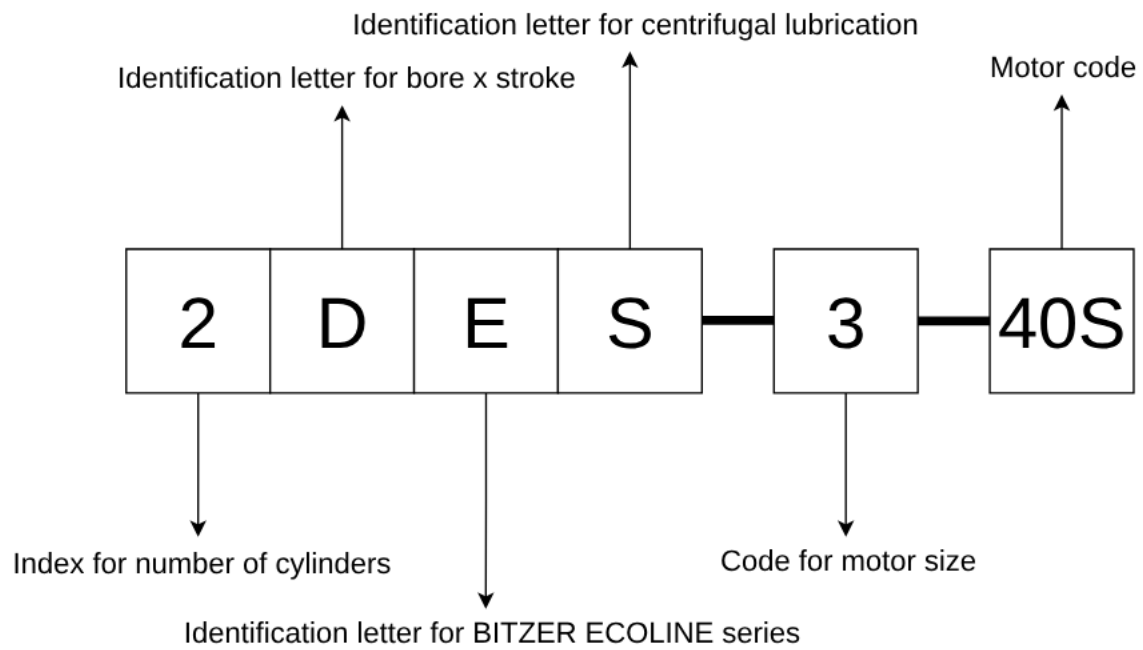 Identification letter for centrifugal lubrication
Identification letter for bore x stroke
Motor code
2 D E S 3 40S
Index for number of cylinders
Code for motor size
Identification letter for BITZER ECOLINE series